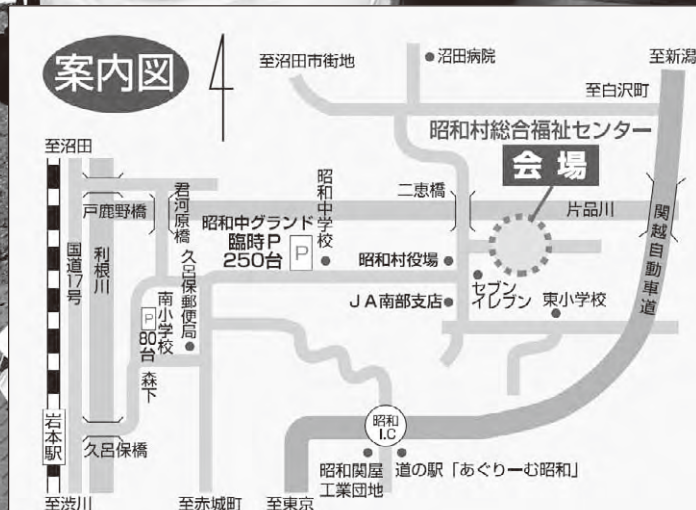 案内図
至沼田市街地
沼田病院
至新潟
至白沢町
昭和村総合福祉センター
会場
至沼田
戸鹿野橋
君河原橋
昭和中学校
二恵橋
片品川
関越自動車道
国道17号
利根川
昭和中グランド
臨時P
250台
P
久呂保郵便局
昭和村役場
セブン
イレブン
JA南部支店
東小学校
南小学校
P
80台
森下
岩本駅
久呂保橋
昭和
I.C
昭和関屋
工業団地
道の駅「あぐりーむ昭和」
至渋川
至赤城町
至東京